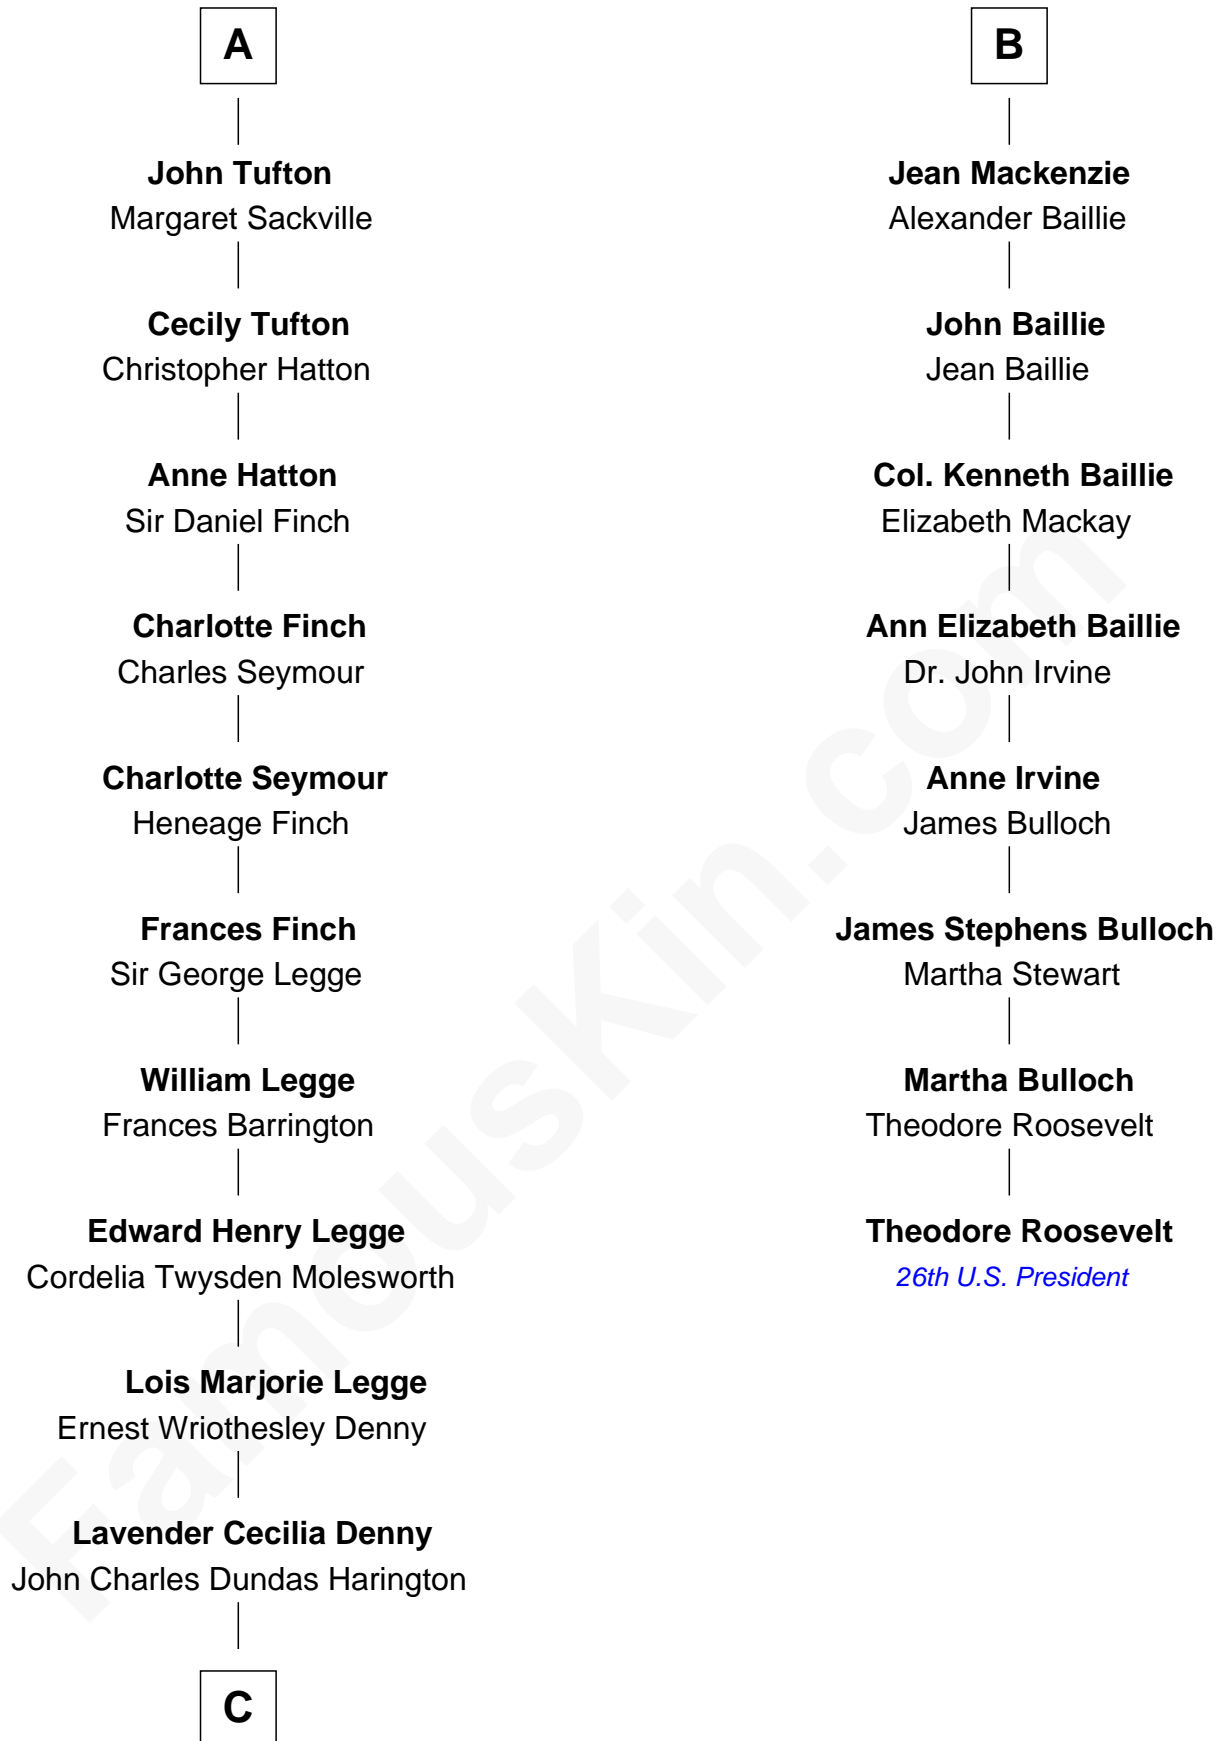 A
John Tufton
Margaret Sackville
Cecily Tufton
Christopher Hatton
Anne Hatton
Sir Daniel Finch
Charlotte Finch
Charles Seymour
Charlotte Seymour
Heneage Finch
Frances Finch
Sir George Legge
William Legge
Frances Barrington
Edward Henry Legge
Cordelia Twysden Molesworth
Lois Marjorie Legge
Ernest Wriothesley Denny
Lavender Cecilia Denny
John Charles Dundas Harington
C
B
Jean Mackenzie
Alexander Baillie
John Baillie
Jean Baillie
Col. Kenneth Baillie
Elizabeth Mackay
Ann Elizabeth Baillie
Dr. John Irvine
Anne Irvine
James Bulloch
James Stephens Bulloch
Martha Stewart
Martha Bulloch
Theodore Roosevelt
Theodore Roosevelt
26th U.S. President
FamousKin.com